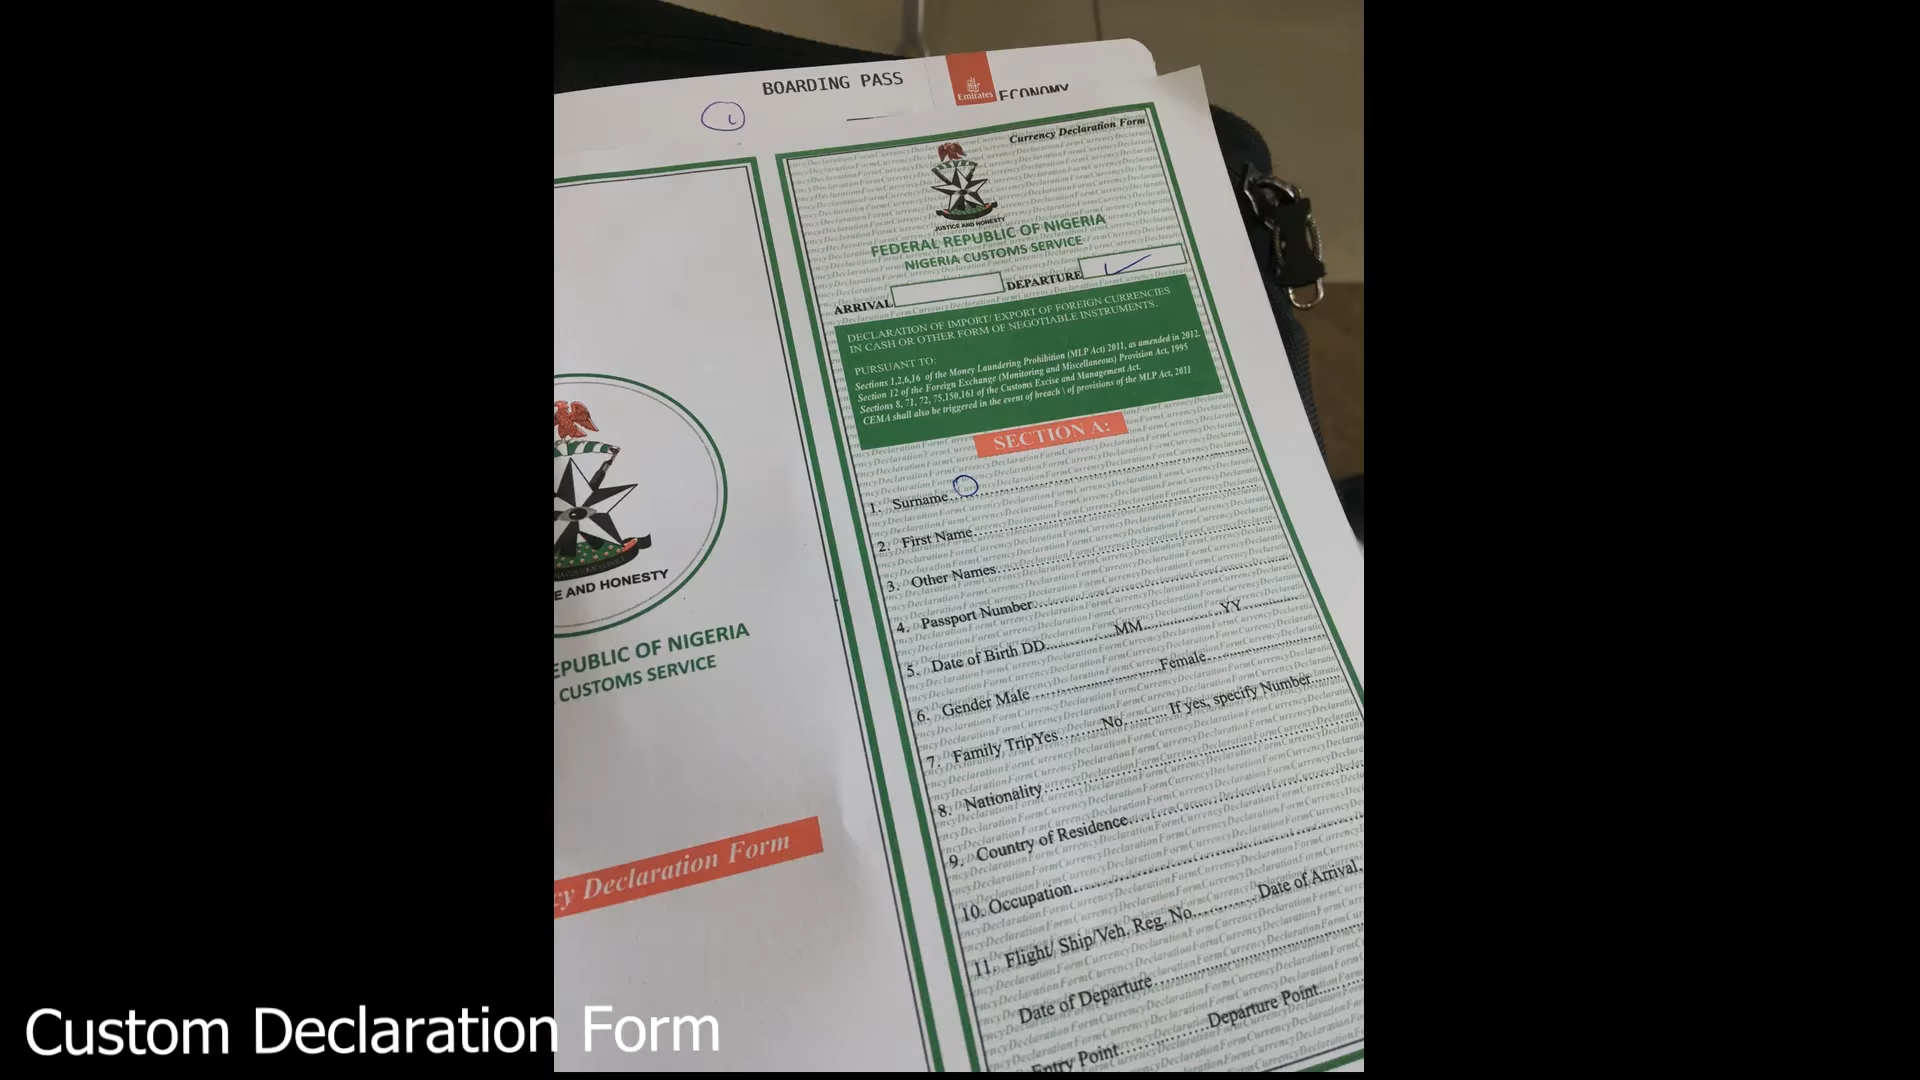 BOARDING PASS
Emirates
ECONOMY
Currency Declaration Form
JUSTICE AND HONESTY
FEDERAL REPUBLIC OF NIGERIA
NIGERIA CUSTOMS SERVICE
ARRIVAL DEPARTURE
DECLARATION OF IMPORT/ EXPORT OF FOREIGN CURRENCIES
IN CASH OR OTHER FORM OF NEGOTIABLE INSTRUMENTS.
PURSUANT TO:
Sections 1,2,6,16 of the Money Laundering Prohibition (MLP Act) 2011, as amended in 2012.
Section 12 of the Foreign Exchange (Monitoring and Miscellaneous) Provision Act, 1995
Sections 8, 71, 72, 75,150,161 of the Customs Excise and Management Act.
CEMA shall also be triggered in the event of breach \ of provisions of the MLP Act, 2011
SECTION A:
1. Surname
2. First Name
3. Other Names
4. Passport Number
5. Date of Birth DD MM YY
6. Gender Male Female
7. Family TripYes No If yes, specify Number
8. Nationality
9. Country of Residence
10. Occupation
11. Flight/ Ship/Veh. Reg. No. Date of Arrival
Date of Departure
Entry Point Departure Point
E AND HONESTY
EPUBLIC OF NIGERIA
CUSTOMS SERVICE
cy Declaration Form
Custom Declaration Form